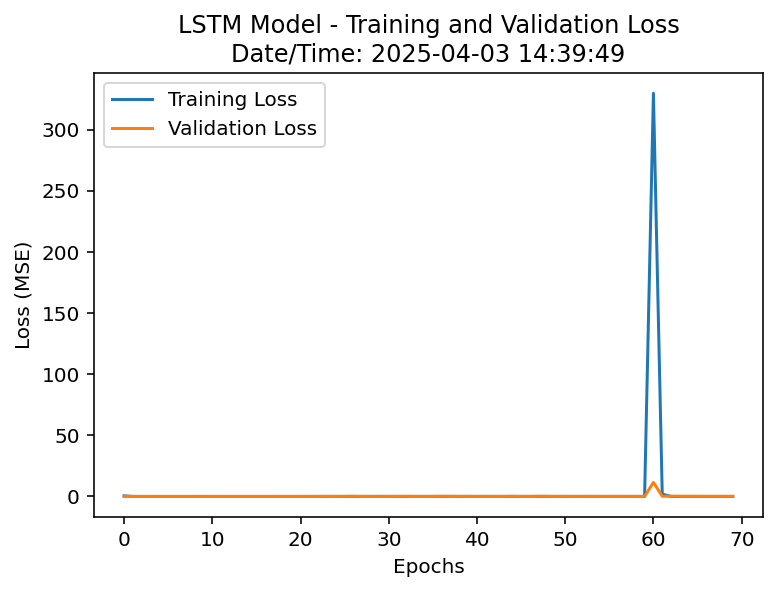 LSTM Model - Training and Validation Loss
Date/Time: 2025-04-03 14:39:49
Training Loss
Validation Loss
300
250
200
150
100
50
0
Loss (MSE)
0 10 20 30 40 50 60 70
Epochs